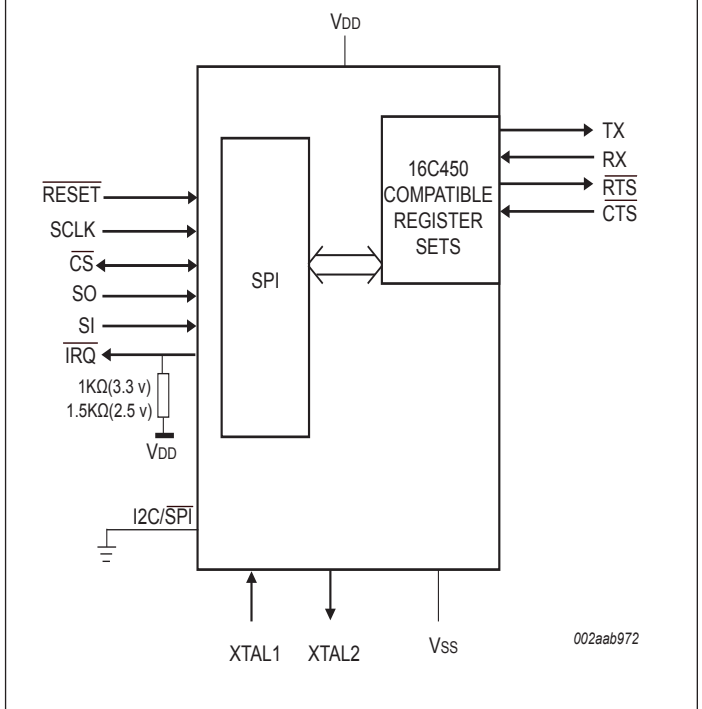 VDD
RESET
SCLK
CS
SO
SI
IRQ
1KΩ(3.3 v)
1.5KΩ(2.5 v)
VDD
I2C/SPI
SPI
16C450
COMPATIBLE
REGISTER
SETS
TX
RX
RTS
CTS
XTAL1
XTAL2
VSS
002aab972